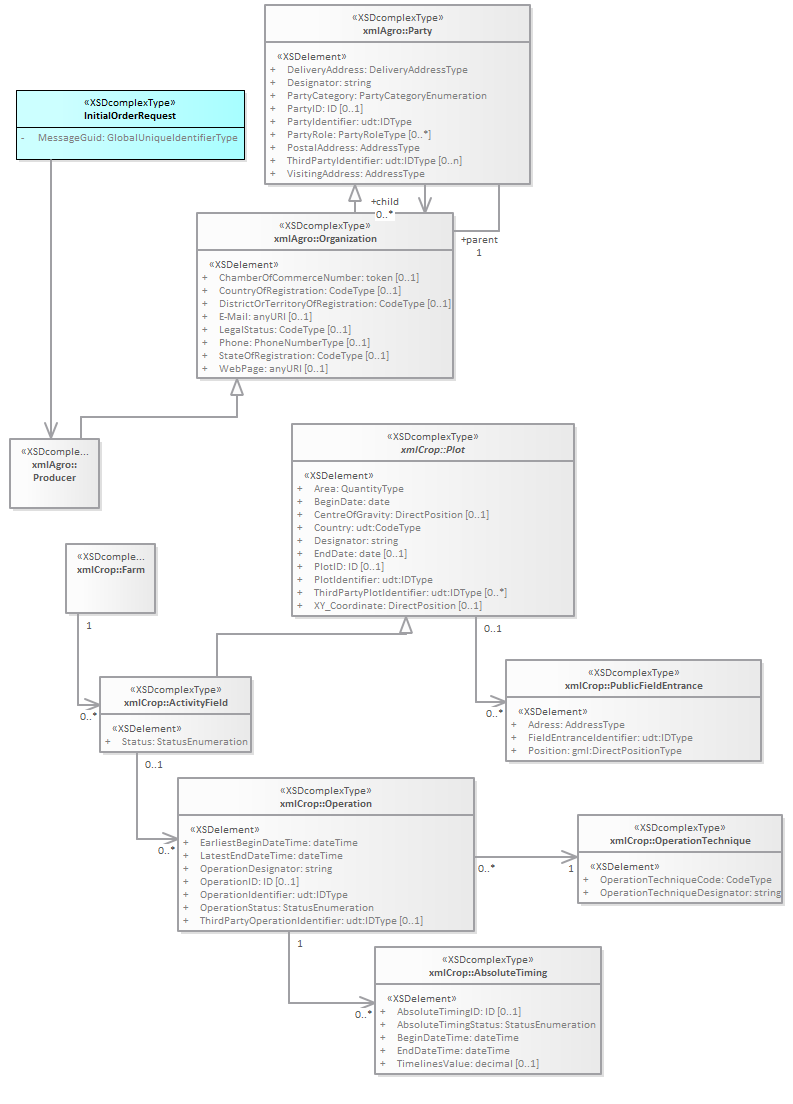 «XSDcomplexType»
xmlAgro::Party
«XSDelement»
+ DeliveryAddress: DeliveryAddressType
+ Designator: string
+ PartyCategory: PartyCategoryEnumeration
+ PartyID: ID [0..1]
+ PartyIdentifier: udt:IDType
+ PartyRole: PartyRoleType [0..*]
+ PostalAddress: AddressType
+ ThirdPartyIdentifier: udt:IDType [0..n]
+ VisitingAddress: AddressType
«XSDcomplexType»
InitialOrderRequest
- MessageGuid: GlobalUniqueIdentifierType
+child
0..*
+parent
1
«XSDcomplexType»
xmlAgro::Organization
«XSDelement»
+ ChamberOfCommerceNumber: token [0..1]
+ CountryOfRegistration: CodeType [0..1]
+ DistrictOrTerritoryOfRegistration: CodeType [0..1]
+ E-Mail: anyURI [0..1]
+ LegalStatus: CodeType [0..1]
+ Phone: PhoneNumberType [0..1]
+ StateOfRegistration: CodeType [0..1]
+ WebPage: anyURI [0..1]
«XSDcomple...
xmlAgro::
Producer
«XSDcomplexType»
xmlCrop::Plot
«XSDelement»
+ Area: QuantityType
+ BeginDate: date
+ CentreOfGravity: DirectPosition [0..1]
+ Country: udt:CodeType
+ Designator: string
+ EndDate: date [0..1]
+ PlotID: ID [0..1]
+ PlotIdentifier: udt:IDType
+ ThirdPartyPlotIdentifier: udt:IDType [0..*]
+ XY_Coordinate: DirectPosition [0..1]
«XSDcomple...
xmlCrop::Farm
1
0..*
0..1
0..*
«XSDcomplexType»
xmlCrop::PublicFieldEntrance
«XSDelement»
+ Adress: AddressType
+ FieldEntranceIdentifier: udt:IDType
+ Position: gml:DirectPositionType
«XSDcomplexType»
xmlCrop::ActivityField
«XSDelement»
+ Status: StatusEnumeration
0..1
0..*
«XSDcomplexType»
xmlCrop::Operation
«XSDelement»
+ EarliestBeginDateTime: dateTime
+ LatestEndDateTime: dateTime
+ OperationDesignator: string
+ OperationID: ID [0..1]
+ OperationIdentifier: udt:IDType
+ OperationStatus: StatusEnumeration
+ ThirdPartyOperationIdentifier: udt:IDType [0..1]
0..*
1
«XSDcomplexType»
xmlCrop::OperationTechnique
«XSDelement»
+ OperationTechniqueCode: CodeType
+ OperationTechniqueDesignator: string
1
0..*
«XSDcomplexType»
xmlCrop::AbsoluteTiming
«XSDelement»
+ AbsoluteTimingID: ID [0..1]
+ AbsoluteTimingStatus: StatusEnumeration
+ BeginDateTime: dateTime
+ EndDateTime: dateTime
+ TimelinesValue: decimal [0..1]